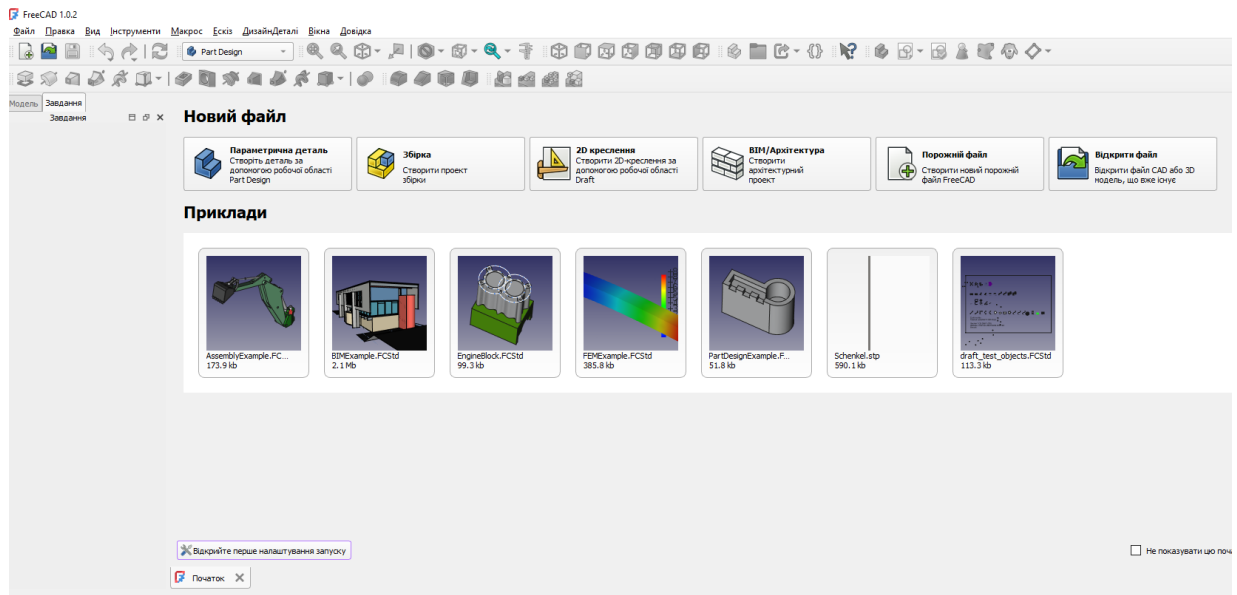 FreeCAD 1.0.2
Файл Правка Вид Інструменти Макрос Ескіз ДизайнДеталі Вікна Довідка
Part Design
Модель Завдання
Завдання
Новий файл
Параметрична деталь
Створіть деталь за
допомогою робочої області
Part Design
Збірка
Створити проект
збірки
2D креслення
Створити 2D-креслення за
допомогою робочої області
Draft
BIM/Архітектура
Створити
архітектурний
проект
Порожній файл
Створити новий порожній
файл FreeCAD
Відкрити файл
Відкрити файл CAD або 3D
модель, що вже існує
Приклади
AssemblyExample.FC...
173.9 kb
BIMExample.FCStd
2.1 Mb
EngineBlock.FCStd
99.3 kb
FEMExample.FCStd
385.8 kb
PartDesignExample.F...
51.8 kb
Schenkel.stp
590.1 kb
draft_test_objects.FCStd
113.3 kb
Відкрийте перше налаштування запуску
Не показувати цю поч
Початок